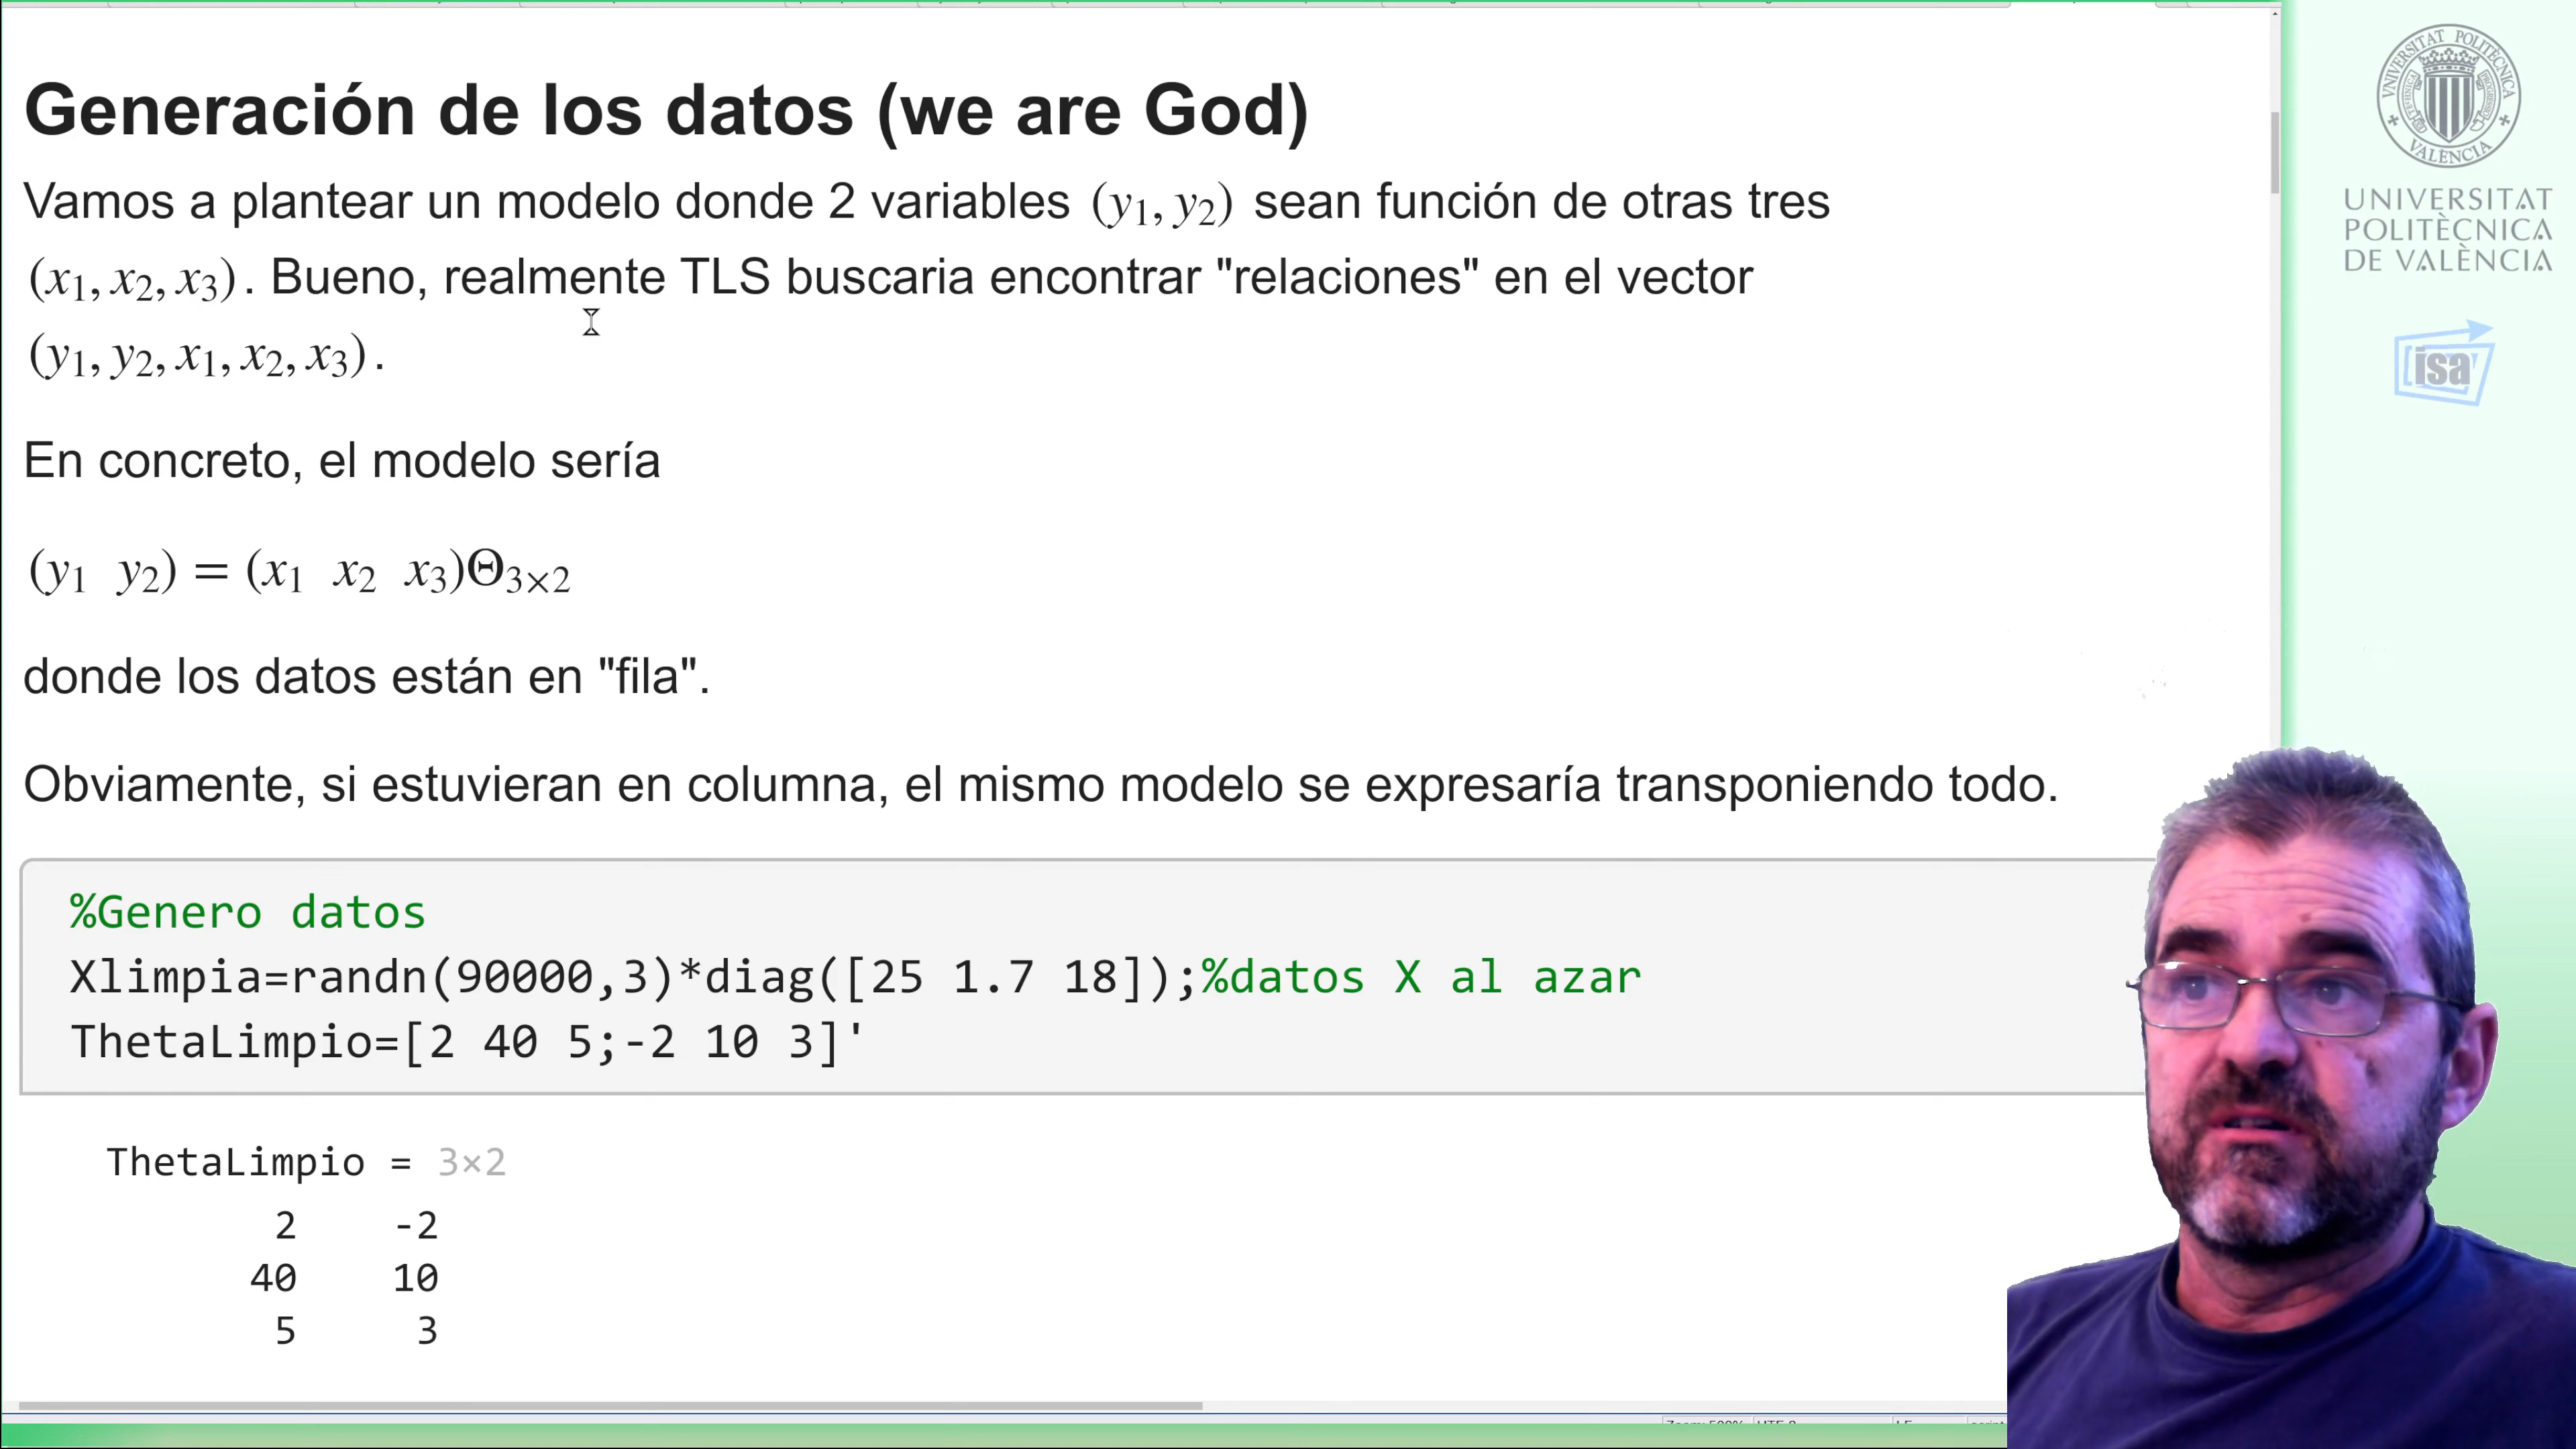 Generación de los datos (we are God)
Vamos a plantear un modelo donde 2 variables (y₁, y₂) sean función de otras tres
(x₁, x₂, x₃). Bueno, realmente TLS buscaria encontrar "relaciones" en el vector
(y₁, y₂, x₁, x₂, x₃).
En concreto, el modelo sería
(y₁ y₂) = (x₁ x₂ x₃)Θ₃ₓ₂
donde los datos están en "fila".
Obviamente, si estuvieran en columna, el mismo modelo se expresaría transponiendo todo.
%Genero datos
Xlimpia=randn(90000,3)*diag([25 1.7 18]);%datos X al azar
ThetaLimpio=[2 40 5;-2 10 3]'
ThetaLimpio = 3×2
2 -2
40 10
5 3
UNIVERSITAT POLITÈCNICA
VALÈNCIA
UNIVERSITAT
POLITÈCNICA
DE VALÈNCIA
isa